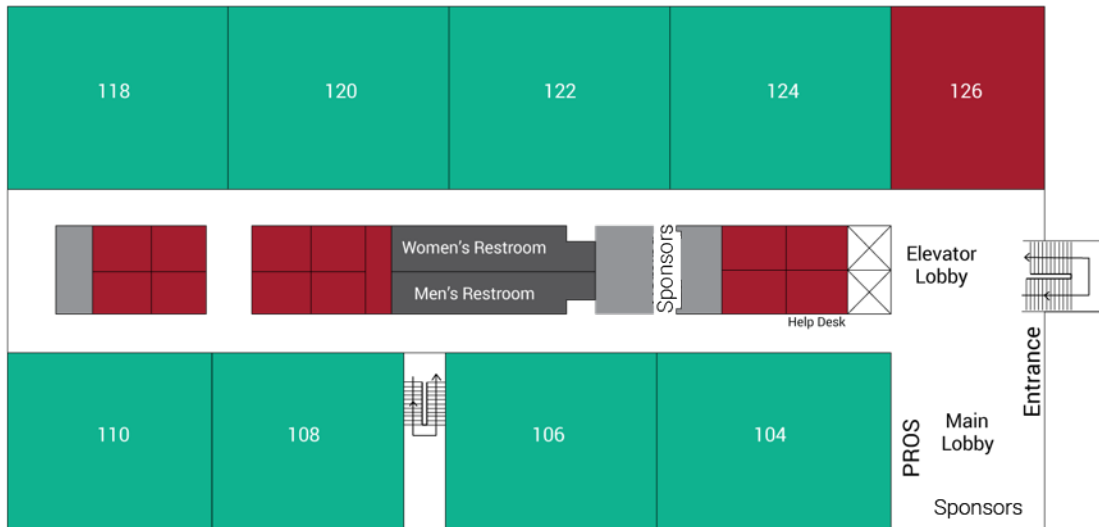 118
120
122
124
126
Women's Restroom
Men's Restroom
Sponsors
Elevator
Lobby
Help Desk
Entrance
110
108
106
104
PROS
Main
Lobby
Sponsors